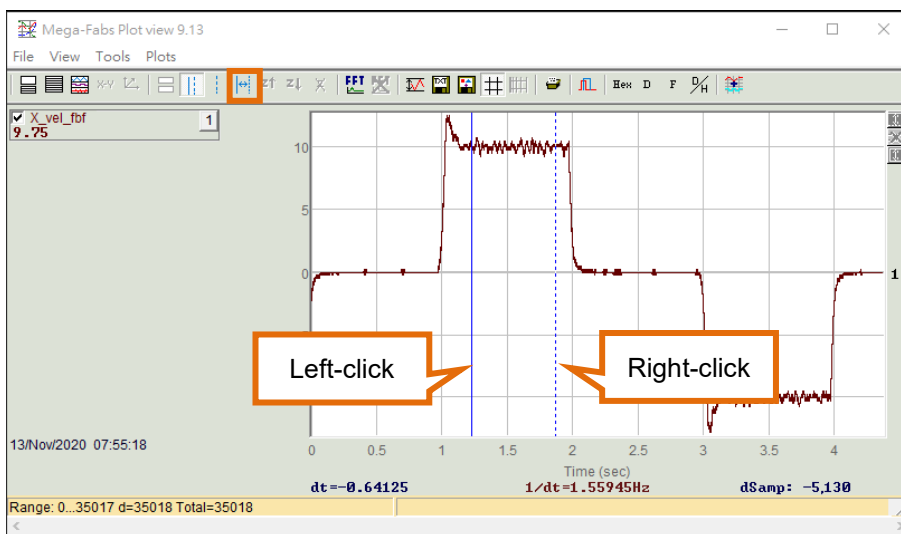 Mega-Fabs Plot view 9.13
File View Tools Plots
X-Y Z↑ Z↓ X FFT TXT Hex D F D/H
X_vel_fbf 1
9.75
10
5
0
1
Left-click
Right-click
13/Nov/2020 07:55:18
0 0.5 1 1.5 2 2.5 3 3.5 4
Time (sec)
dt=-0.64125 1/dt=1.55945Hz dSamp: -5,130
Range: 0...35017 d=35018 Total=35018